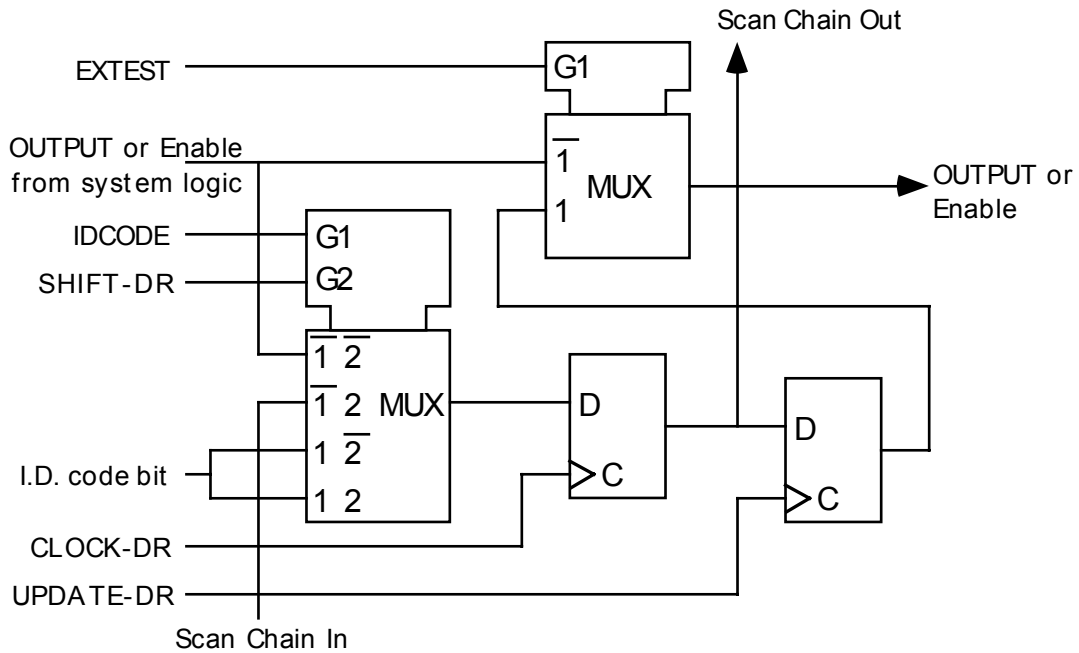 Scan Chain Out
EXTEST
G1
OUTPUT or Enable
from system logic
1
MUX
1
OUTPUT or
Enable
IDCODE
G1
SHIFT-DR
G2
1 2
1 2 MUX
D
1 2
D
I.D. code bit
1 2
C
C
CLOCK-DR
UPDATE-DR
Scan Chain In